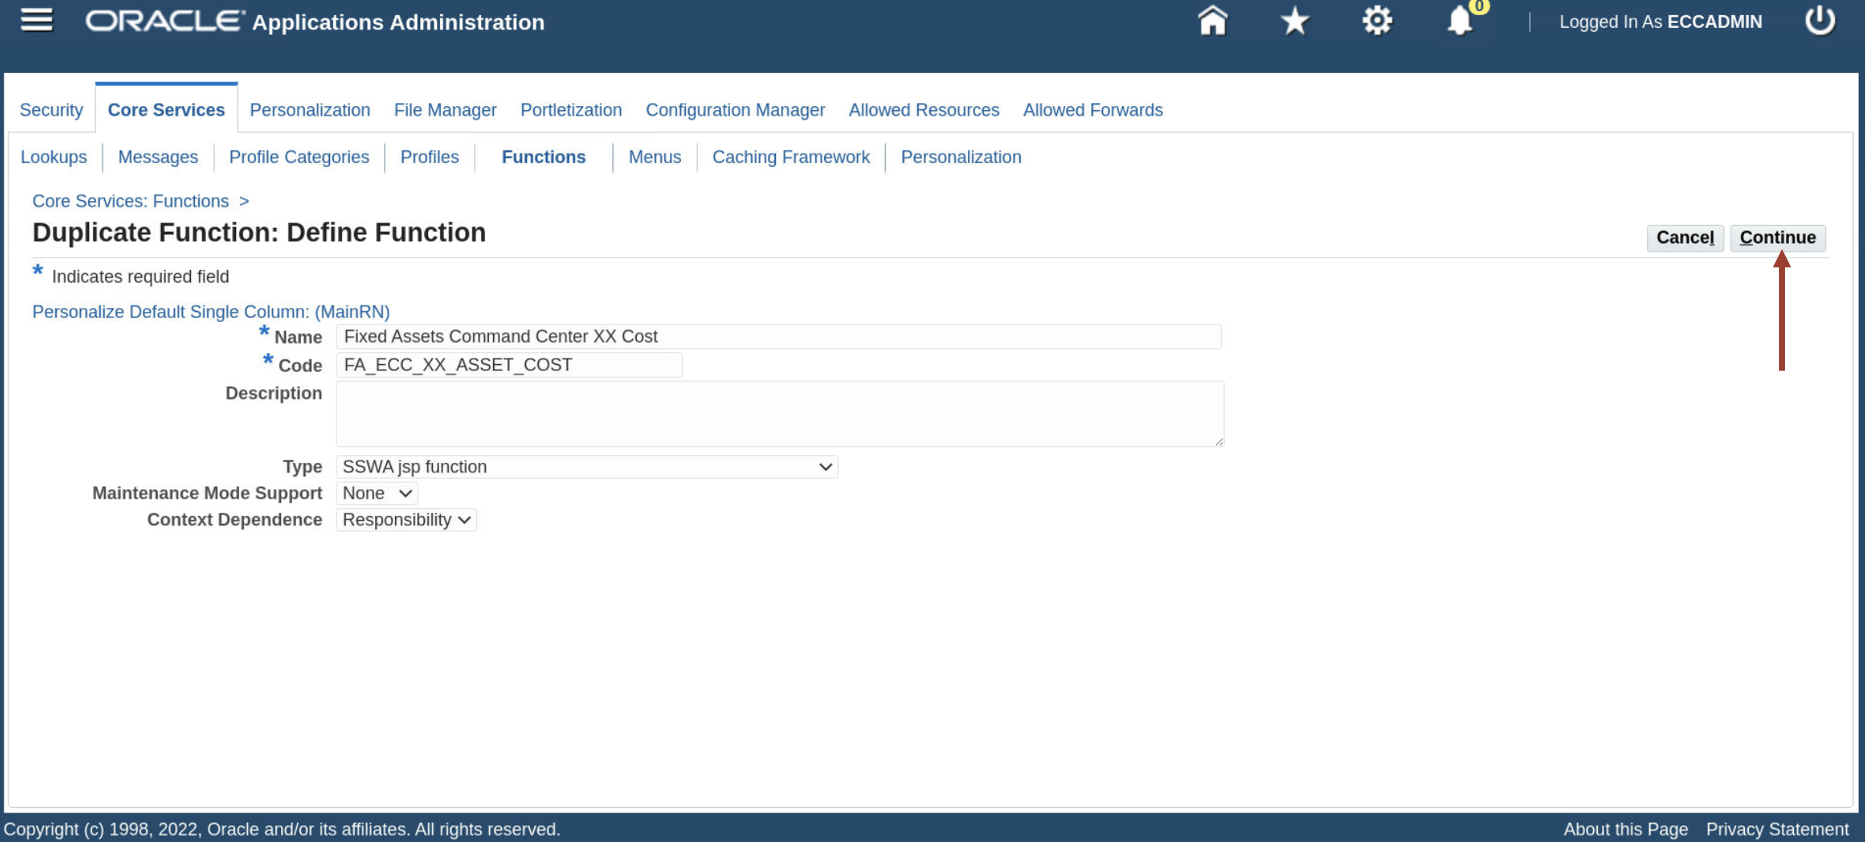 ORACLE® Applications Administration 0 Logged In As ECCADMIN
Security Core Services Personalization File Manager Portletization Configuration Manager Allowed Resources Allowed Forwards
Lookups Messages Profile Categories Profiles Functions Menus Caching Framework Personalization
Core Services: Functions >
Duplicate Function: Define Function Cancel Continue
* Indicates required field
Personalize Default Single Column: (MainRN)
* Name Fixed Assets Command Center XX Cost
* Code FA_ECC_XX_ASSET_COST
Description
Type SSWA jsp function
Maintenance Mode Support None
Context Dependence Responsibility
Copyright (c) 1998, 2022, Oracle and/or its affiliates. All rights reserved. About this Page Privacy Statement